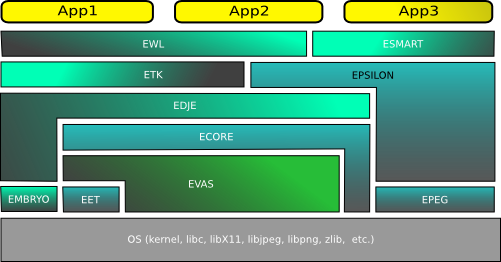 App1 App2 App3
EWL ESMART
ETK EPSILON
EDJE
ECORE
EVAS
EMBRYO EET EPEG
OS (kernel, libc, libX11, libjpeg, libpng, zlib, etc.)